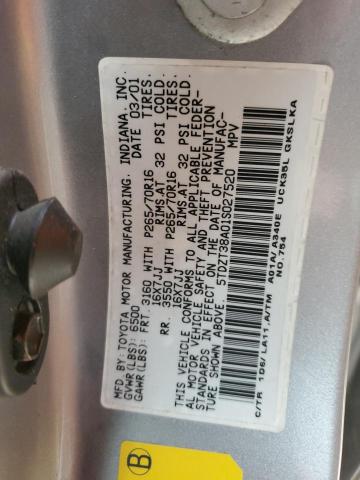 MFD. BY: TOYOTA MOTOR MANUFACTURING, INDIANA, INC.
GVWR(LBS): 6500 03/01
GAWR(LBS): FRT. 3160 WITH P265/70R16 TIRES.
16X7JJ RIMS.AT 32 PSI COLD.
RR. 3550 WITH P265/70R16 TIRES.
16X7JJ RIMS.AT 32 PSI COLD.
THIS VEHICLE CONFORMS TO ALL APPLICABLE FEDER-
AL MOTOR VEHICLE SAFETY AND THEFT PREVENTION
STANDARDS IN EFFECT ON THE DATE OF MANUFAC-
TURE SHOWN ABOVE. 5TDZT38A01S027520 MPV
C/TR 1D6/ LA11,A/TM A01A/ A340E UCK35L GKSLKA
NO.754
B